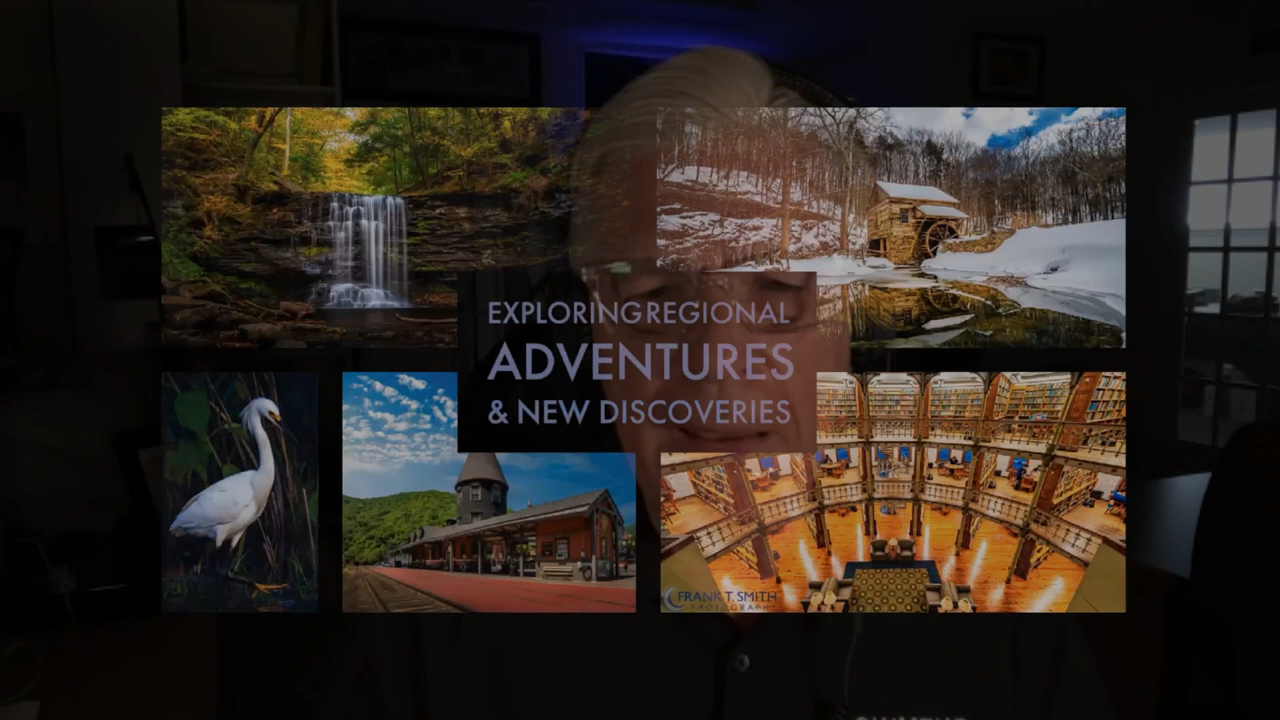 EXPLORING REGIONAL
ADVENTURES
& NEW DISCOVERIES
FRANK T. SMITH
PHOTOGRAPHY